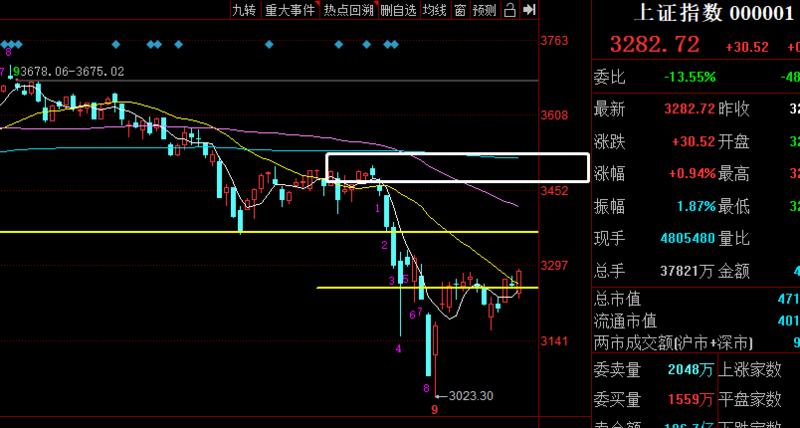 九转 重大事件 热点回溯 删自选 均线 窗 预测
上证指数 000001
3282.72 +30.52 +0
8
7 93678.06-3675.02
3763
3608
3452
3297
3141
1
2
3 5
6 7
4
8
3023.30
9
委比 -13.55% -48
最新 3282.72 昨收 32
涨跌 +30.52 开盘 32
涨幅 +0.94% 最高 32
振幅 1.87% 最低 32
现手 4805480 量比
总手 37821万 金额 4
总市值 471
流通市值 401
两市成交额(沪市+深市) 9
委卖量 2048万 上涨家数
委买量 1559万 平盘家数